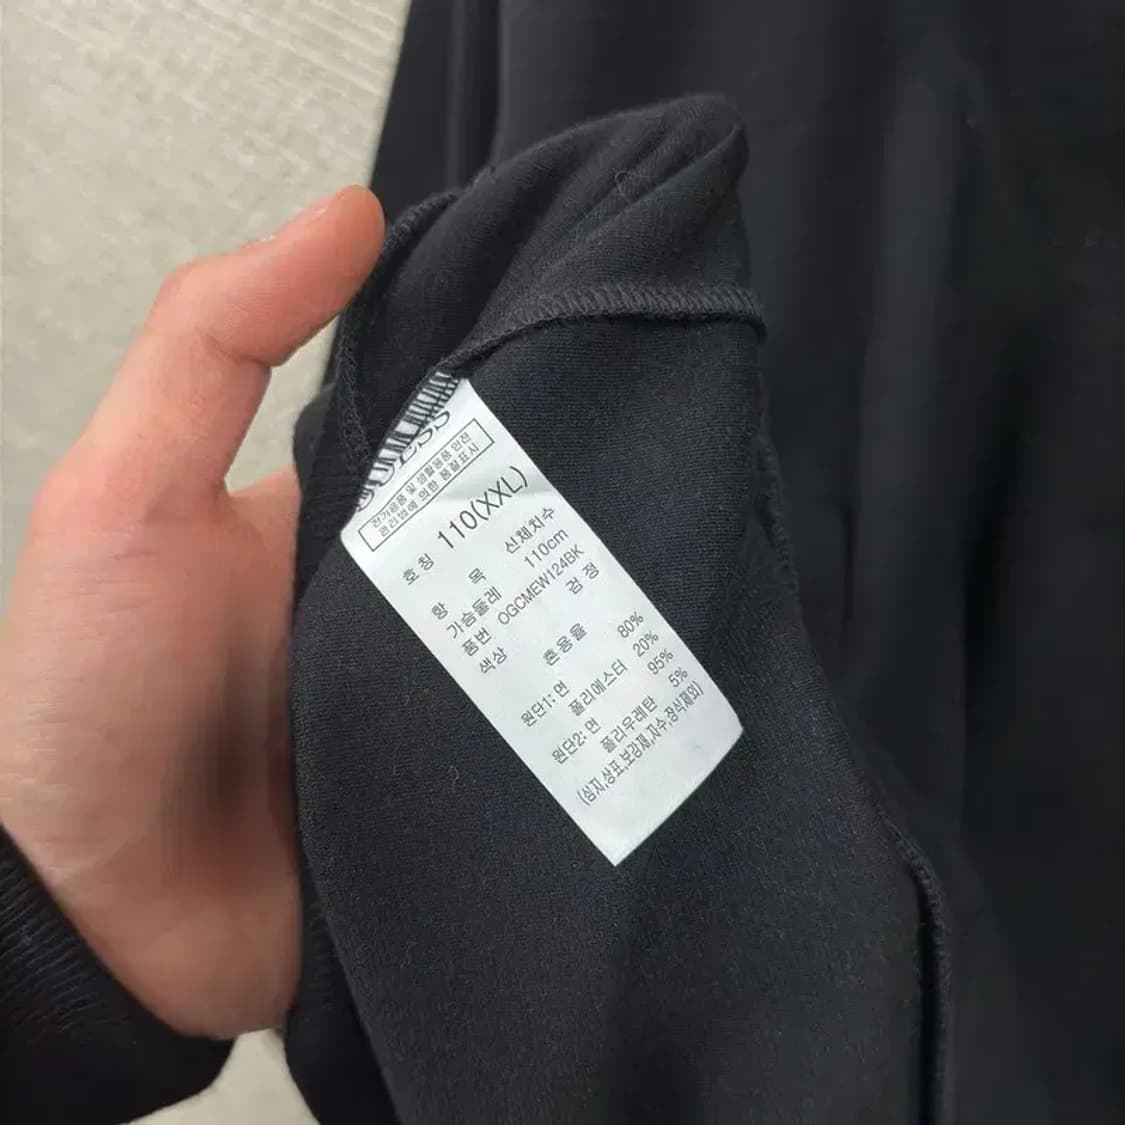 GUESS
전기용품 및 생활용품 안전
관리법에 의한 품질표시
호칭 110(XXL)
항 목 신체치수
가슴둘레 110cm
품번 OGCMEW124BK
색상 검정
혼용율
원단1: 면 80%
폴리에스터 20%
원단2: 면 95%
폴리우레탄 5%
(심지,상표,보강재,자수,장식제외)